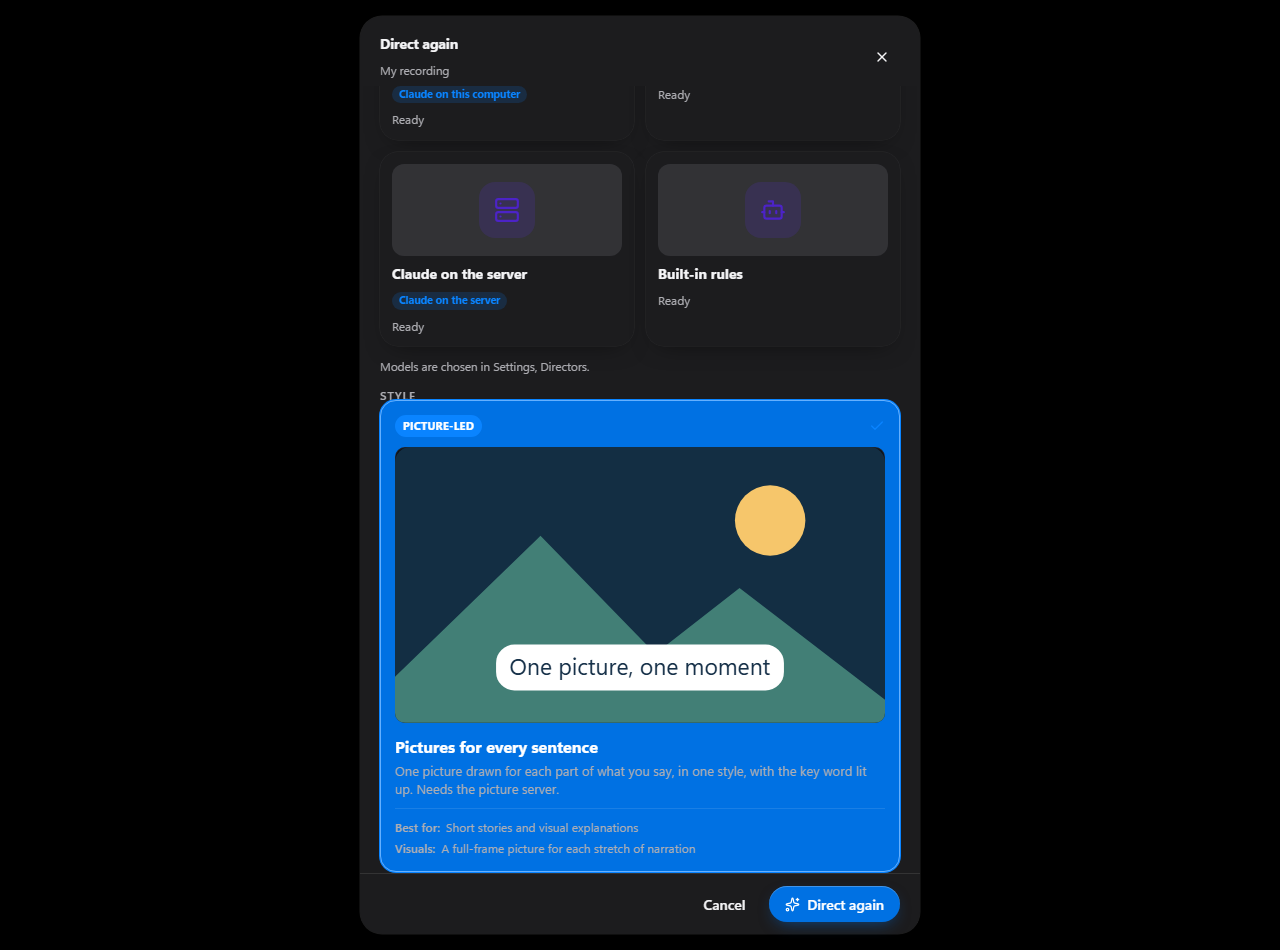 Direct again
My recording
Claude on this computer
Ready
Ready
Claude on the server
Claude on the server
Ready
Built-in rules
Ready
Models are chosen in Settings, Directors.
STYLE
PICTURE-LED
One picture, one moment
Pictures for every sentence
One picture drawn for each part of what you say, in one style, with the key word lit
up. Needs the picture server.
Best for: Short stories and visual explanations
Visuals: A full-frame picture for each stretch of narration
Cancel
Direct again